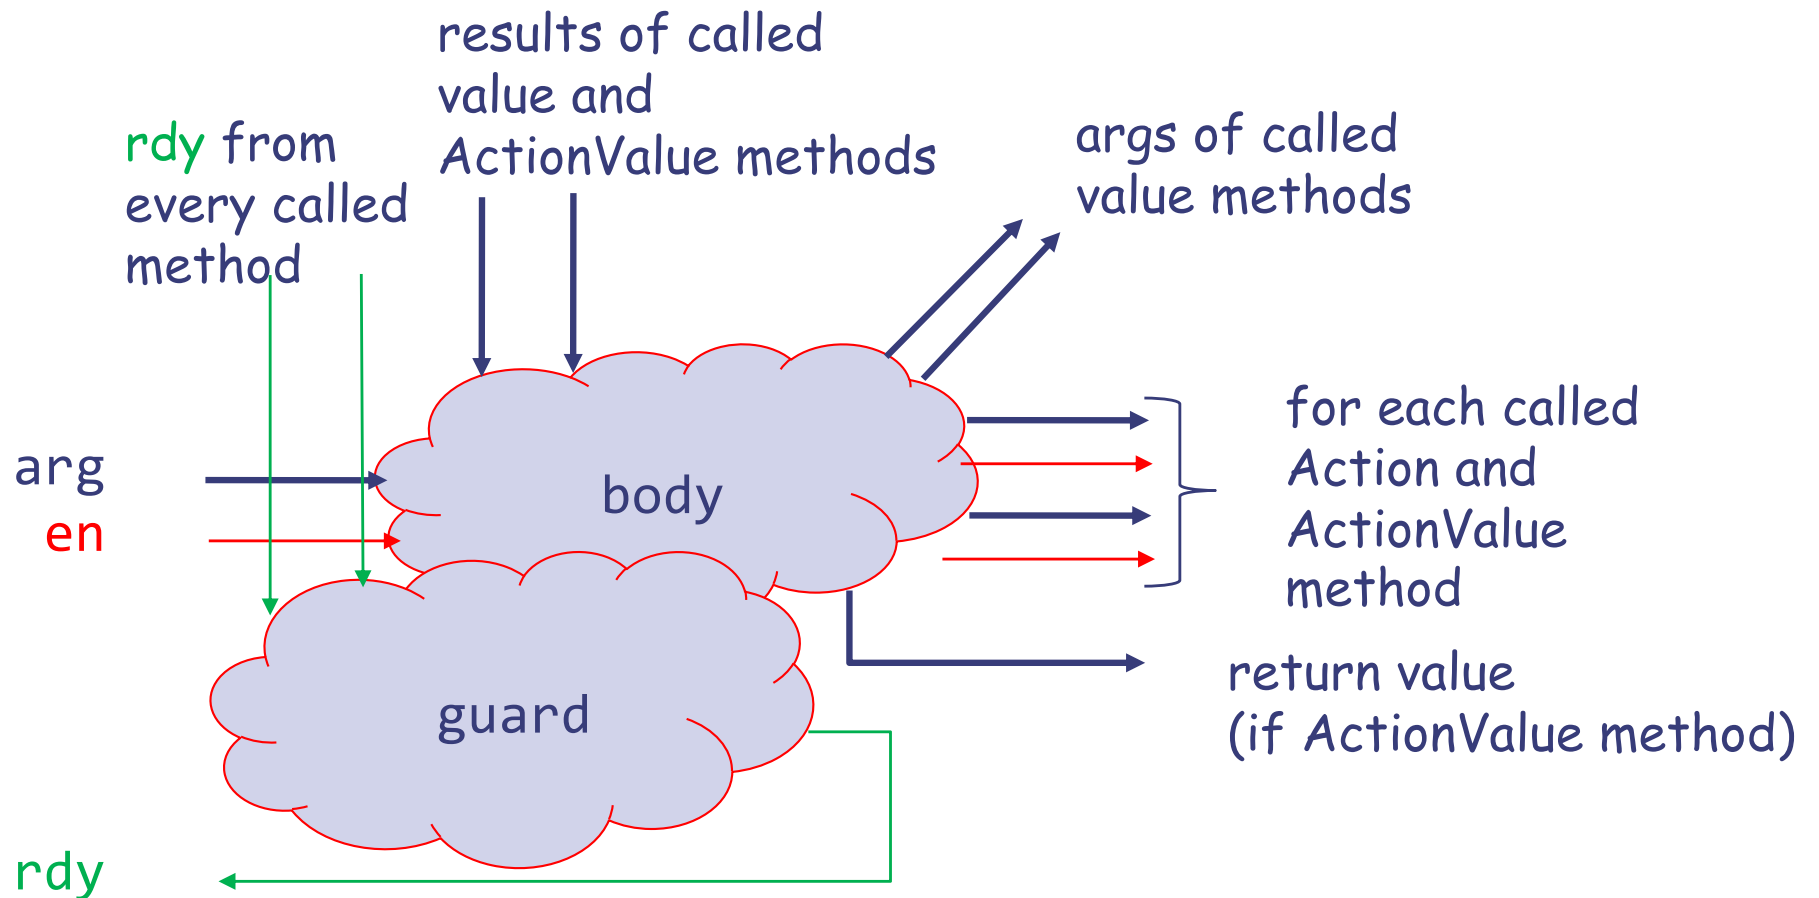 results of called
value and
ActionValue methods
rdy from
every called
method
args of called
value methods
arg
en
body
for each called
Action and
ActionValue
method
guard
return value
(if ActionValue method)
rdy